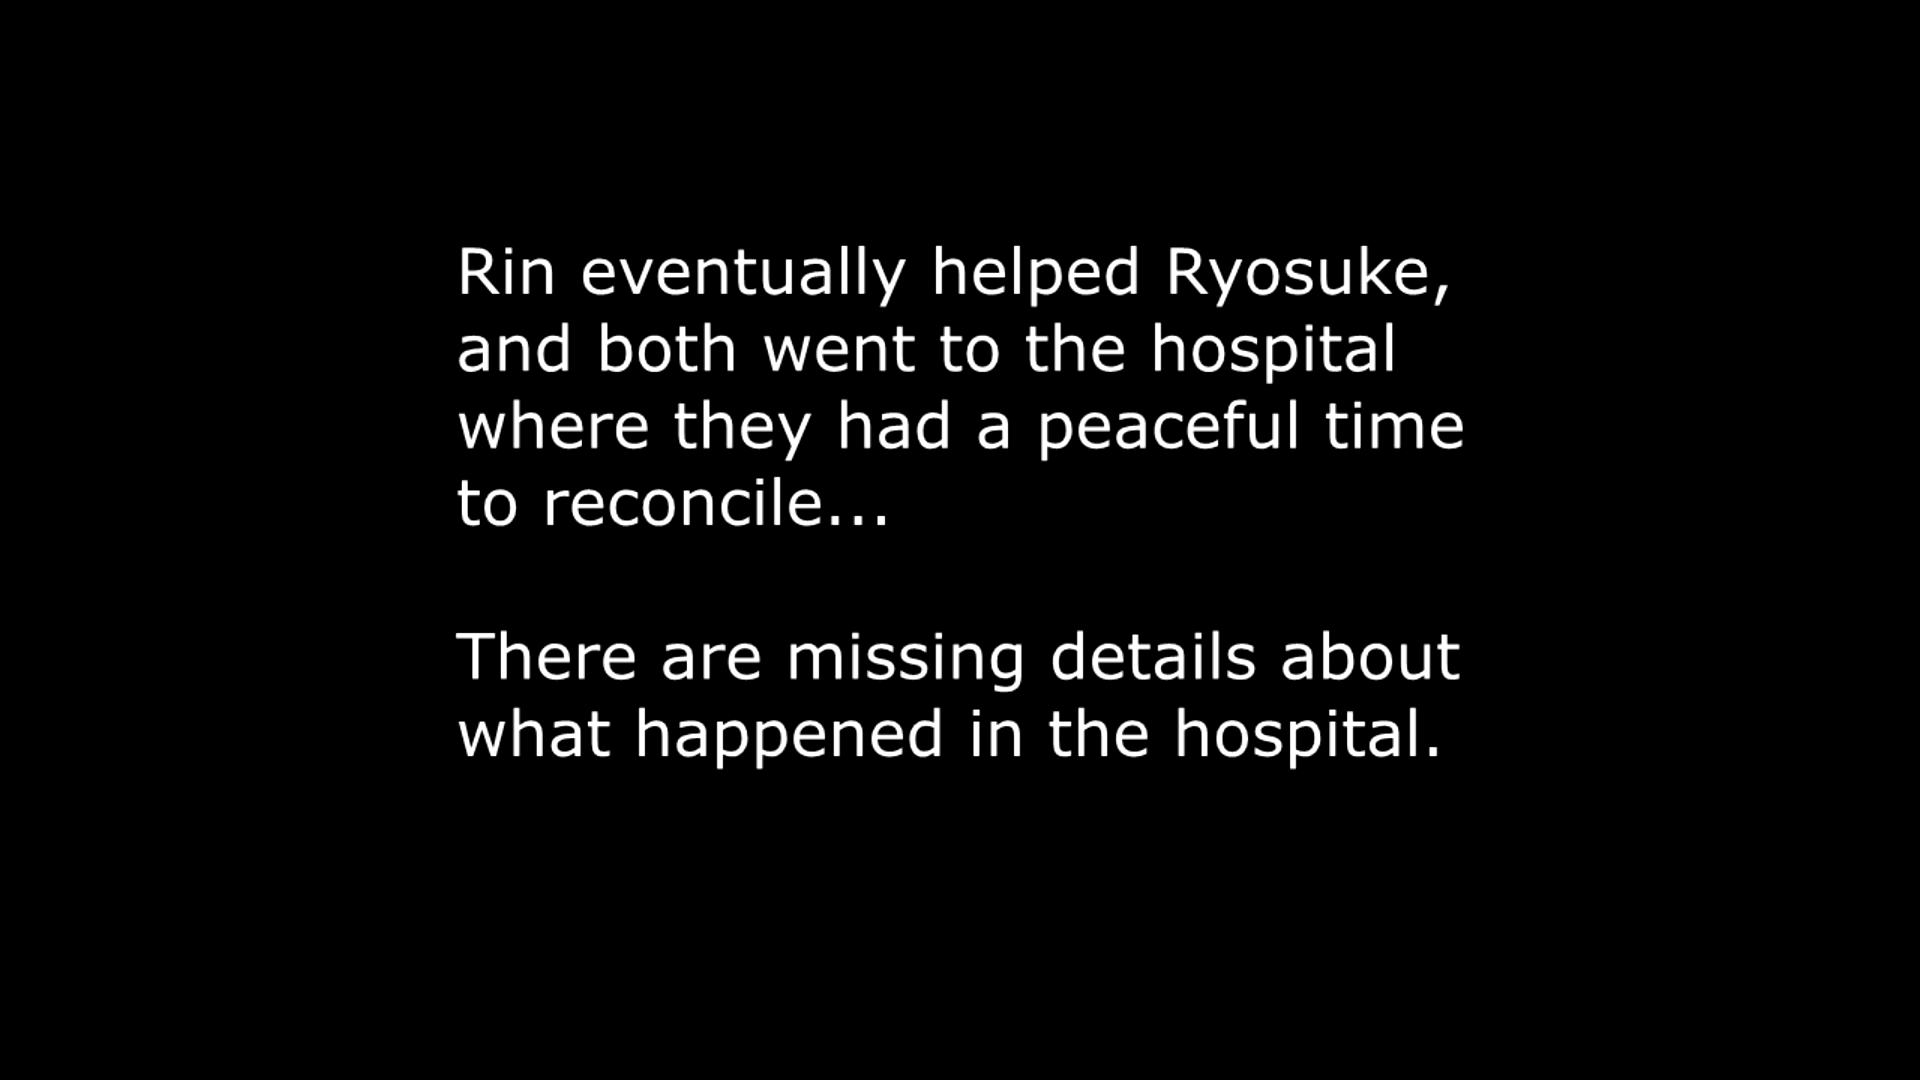 Rin eventually helped Ryosuke,
and both went to the hospital
where they had a peaceful time
to reconcile...
There are missing details about
what happened in the hospital.